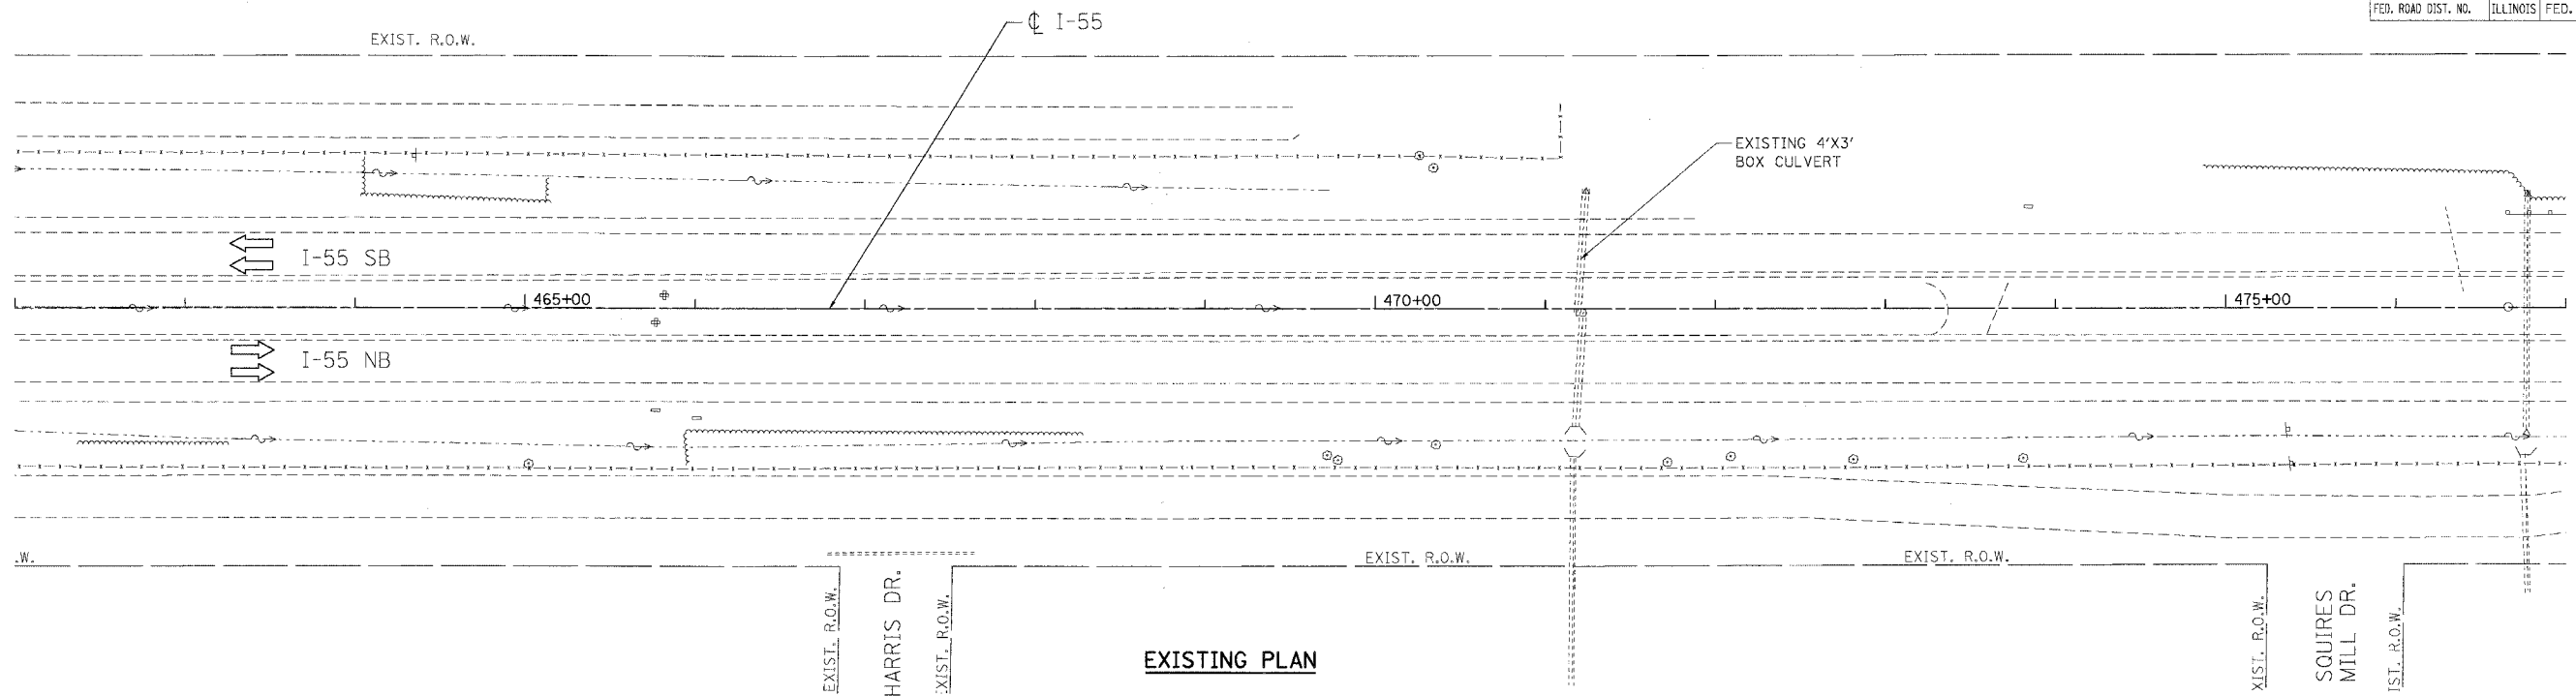 FED. ROAD DIST. NO. ILLINOIS FED.
℄ I-55
EXIST. R.O.W.
EXISTING 4'X3'
BOX CULVERT
I-55 SB
465+00
470+00
475+00
I-55 NB
.W.
EXIST. R.O.W.
EXIST. R.O.W.
EXIST. R.O.W.
HARRIS DR.
XIST. R.O.W.
EXISTING PLAN
XIST. R.O.W.
SQUIRES
MILL DR.
IST. R.O.W.